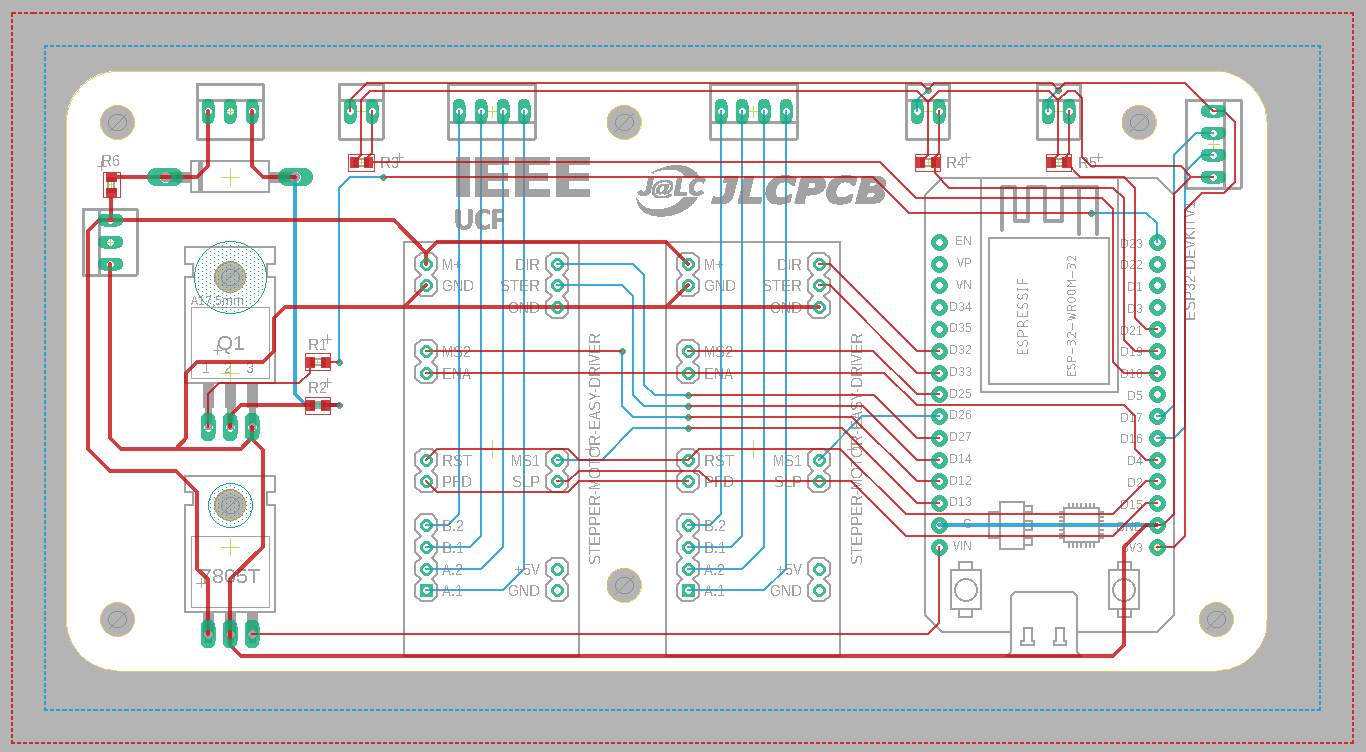 R6
R3
R4
R5
IEEE
UCF
J@LC JLCPCB
A17,5mm
Q1
1 2 3
R1
R2
7805T
M+
GND
DIR
STER
GND
MS2
ENA
RST
PFD
MS1
SLP
B.2
B.1
A.2
A.1
+5V
GND
STEPPER-MOTOR-EASY-DRIVER
M+
GND
DIR
STER
GND
MS2
ENA
RST
PFD
MS1
SLP
B.2
B.1
A.2
A.1
+5V
GND
STEPPER-MOTOR-EASY-DRIVER
EN
VP
VN
D34
D35
D32
D33
D25
D26
D27
D14
D12
D13
G
VIN
ESPRESSIF
ESP-32-WROOM-32
D23
D22
D1
D3
D21
D19
D18
D5
D17
D16
D4
D2
D15
GND
3V3